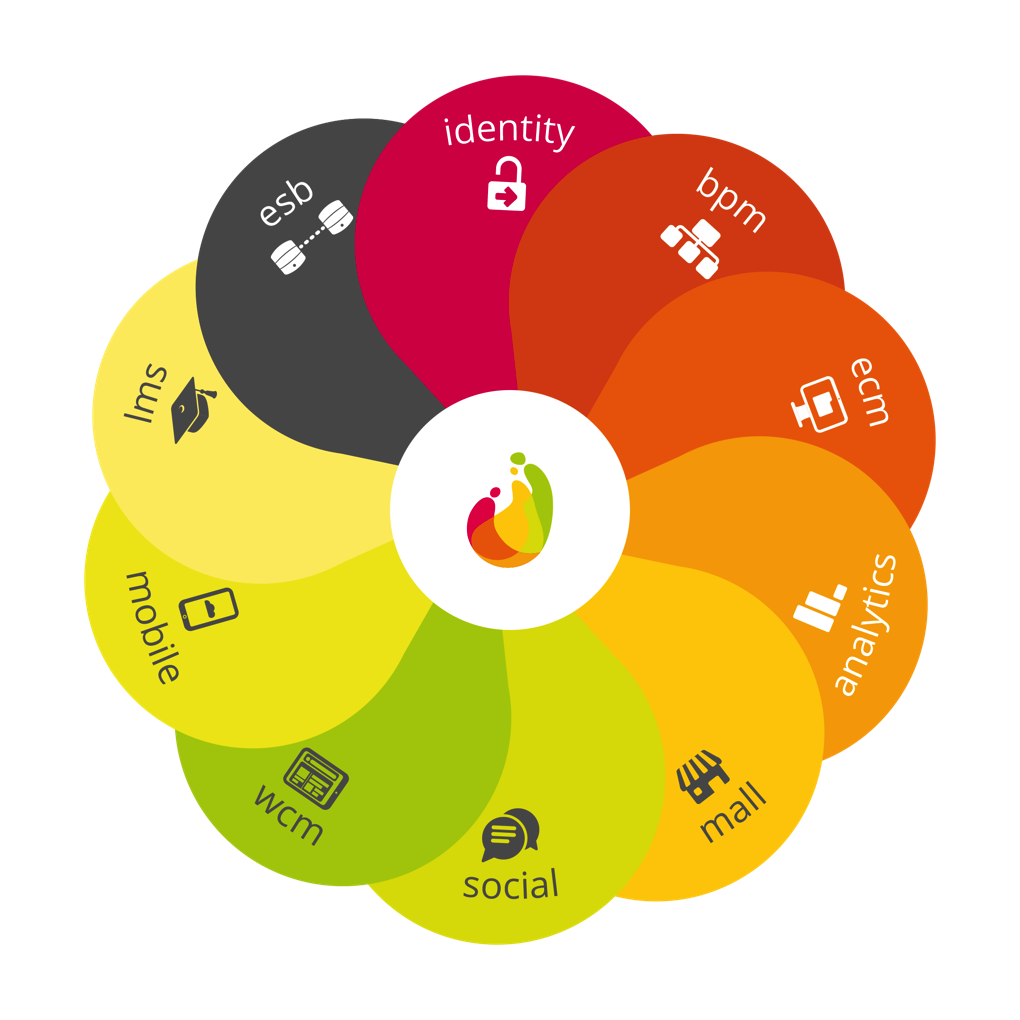 identity
bpm
ecm
analytics
mall
social
wcm
mobile
lms
esb